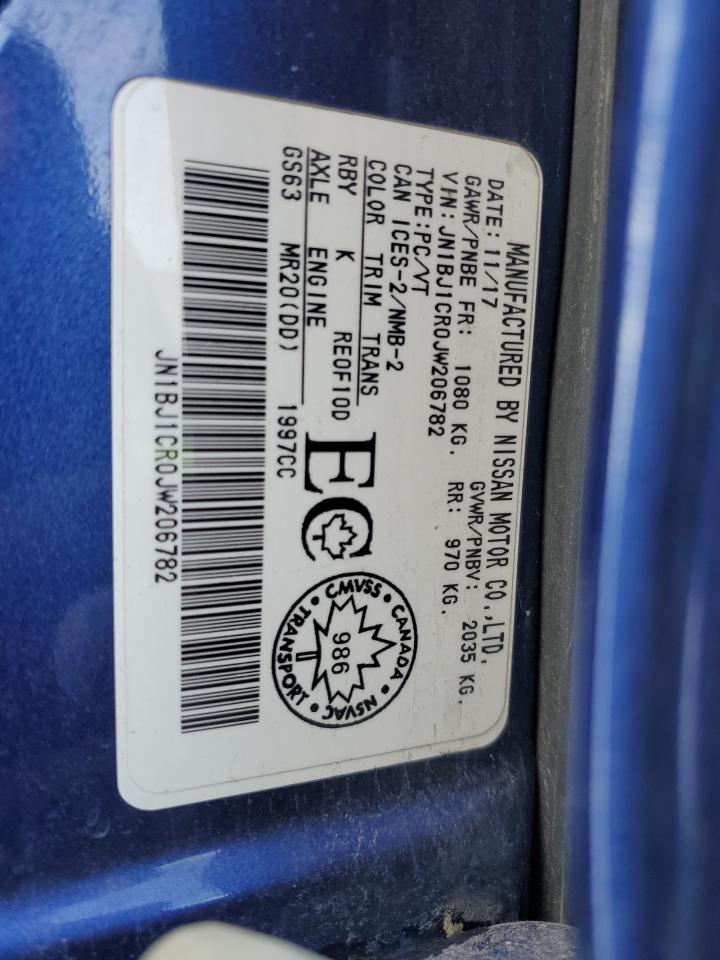 MANUFACTURED BY NISSAN MOTOR CO.,LTD.
DATE: 11/17 GVWR/PNBV: 2035 KG.
GAWR/PNBE FR: 1080 KG. RR: 970 KG.
VIN:JN1BJ1CR0JW206782
TYPE:PC/VT
CAN ICES-2/NMB-2
COLOR TRIM TRANS
RBY K RE0F10D
AXLE ENGINE
GS63 MR20(DD) 1997CC
EC
CMVSS • CANADA • NSVAC • TRANSPORT •
986
JN1BJ1CR0JW206782